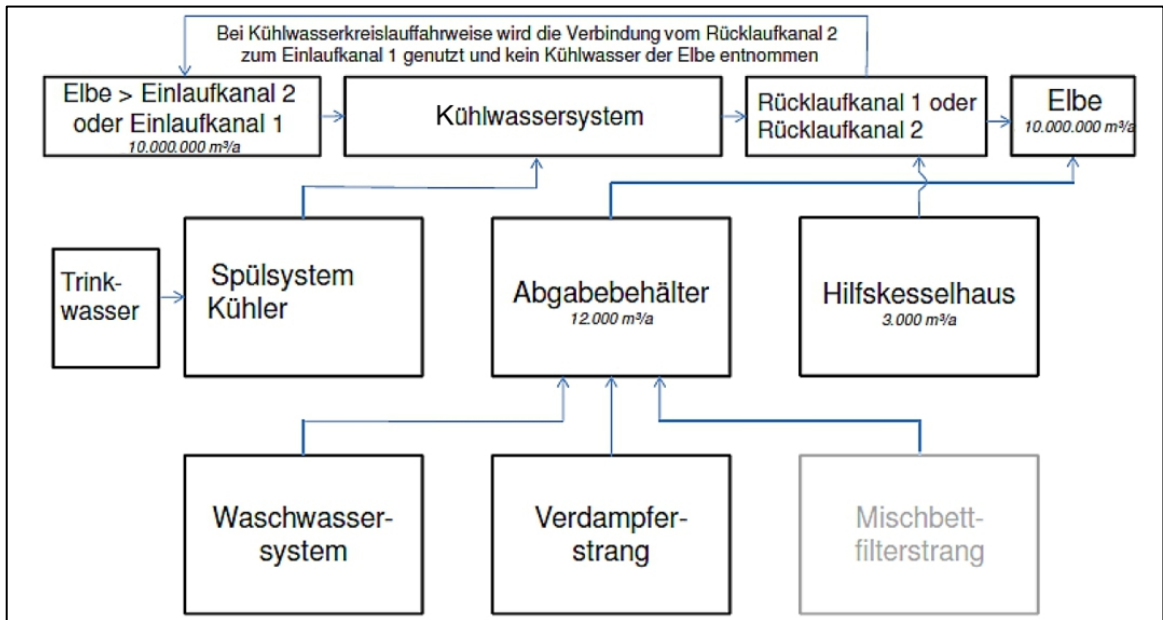 Bei Kühlwasserkreislauffahrweise wird die Verbindung vom Rücklaufkanal 2
zum Einlaufkanal 1 genutzt und kein Kühlwasser der Elbe entnommen
Elbe > Einlaufkanal 2
oder Einlaufkanal 1
10.000.000 m³/a
Kühlwassersystem
Rücklaufkanal 1 oder
Rücklaufkanal 2
Elbe
10.000.000 m³/a
Trink-
wasser
Spülsystem
Kühler
Abgabebehälter
12.000 m³/a
Hilfskesselhaus
3.000 m³/a
Waschwasser-
system
Verdampfer-
strang
Mischbett-
filterstrang